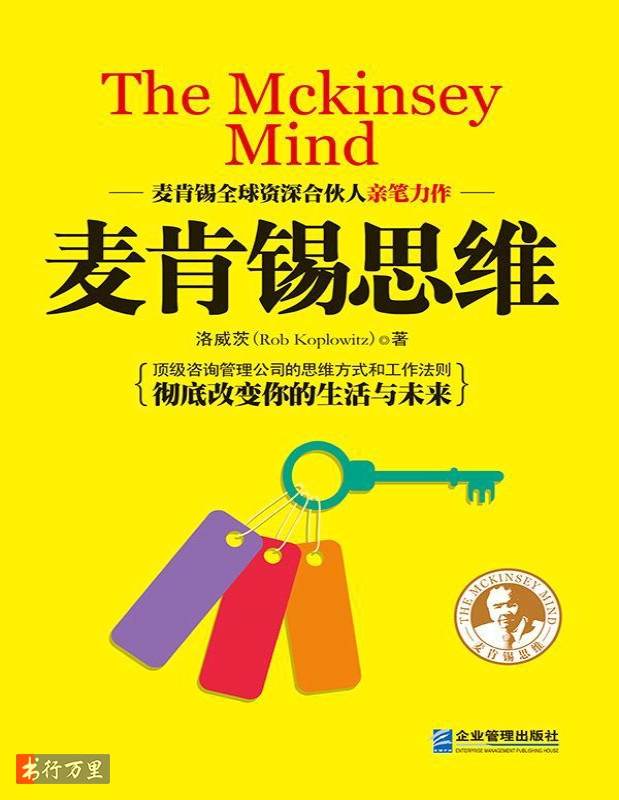 The Mckinsey
Mind
— 麦肯锡全球资深合伙人亲笔力作 —
麦肯锡思维
洛威茨(Rob Koplowitz)◎著
顶级咨询管理公司的思维方式和工作法则
彻底改变你的生活与未来
THE MCKINSEY MIND
麦肯锡思维
企业管理出版社
ENTERPRISE MANAGEMENT PUBLISHING HOUSE
书行万里